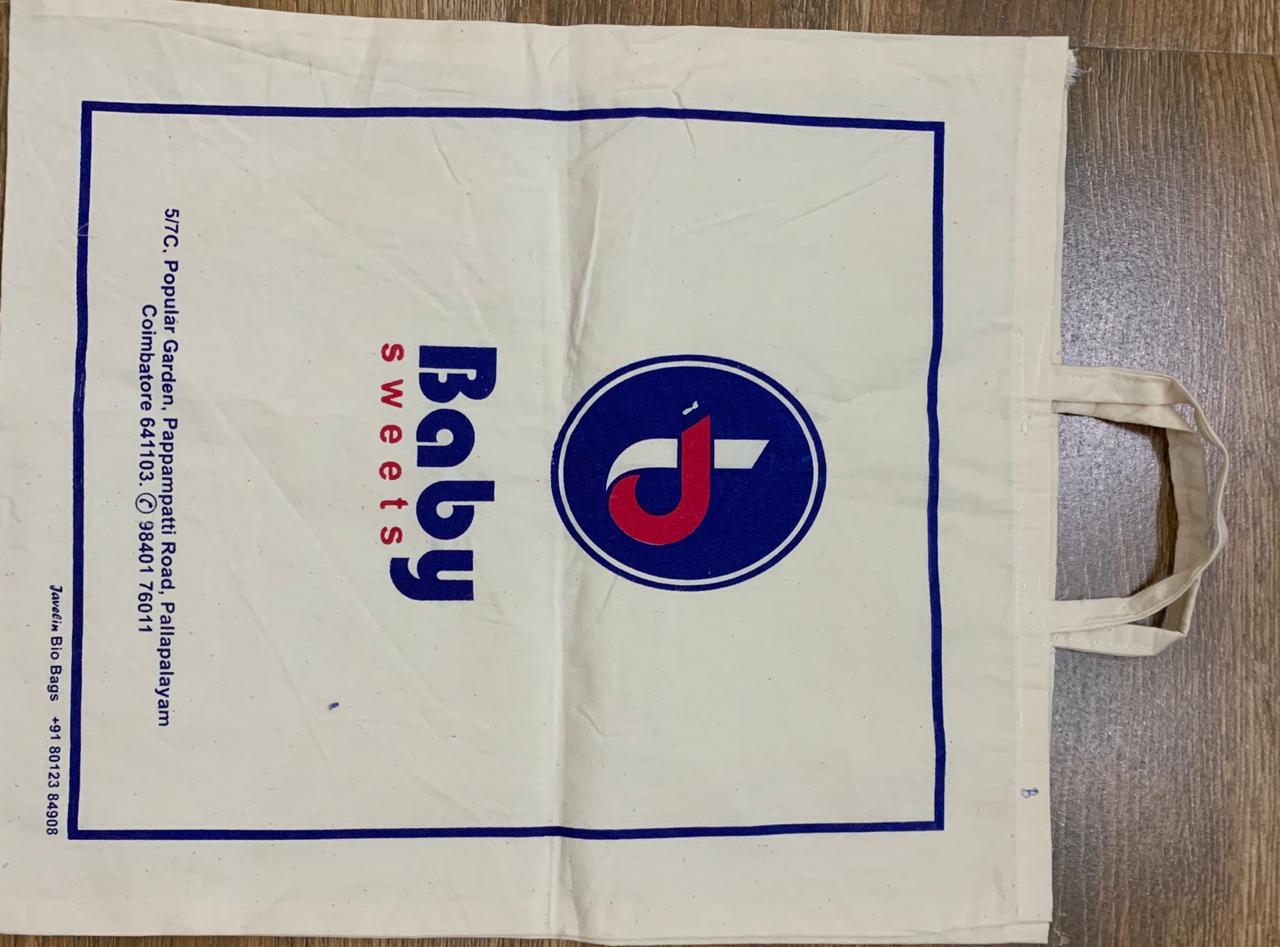 B
Baby
sweets
5/7C, Popular Garden, Pappampatti Road, Pallapalayam
Coimbatore 641103. ✆ 98401 76011
Javelin Bio Bags +91 80123 84908